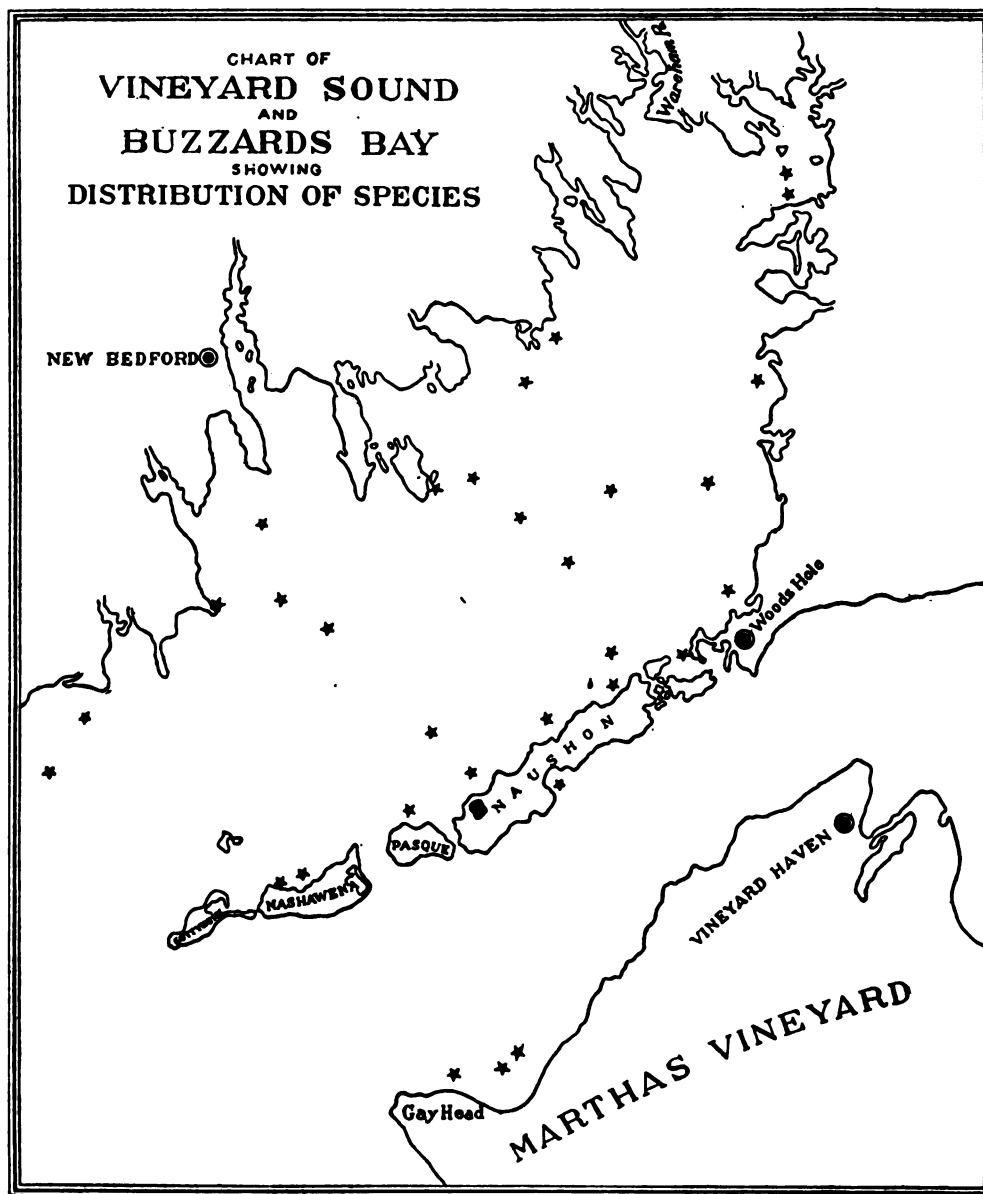 CHART OF
VINEYARD SOUND
AND
BUZZARDS BAY
SHOWING
DISTRIBUTION OF SPECIES
Wareham R.
NEW BEDFORD
Woods Hole
NAUSHON
PASQUE
NASHAWENA
VINEYARD HAVEN
MARTHAS VINEYARD
Gay Head